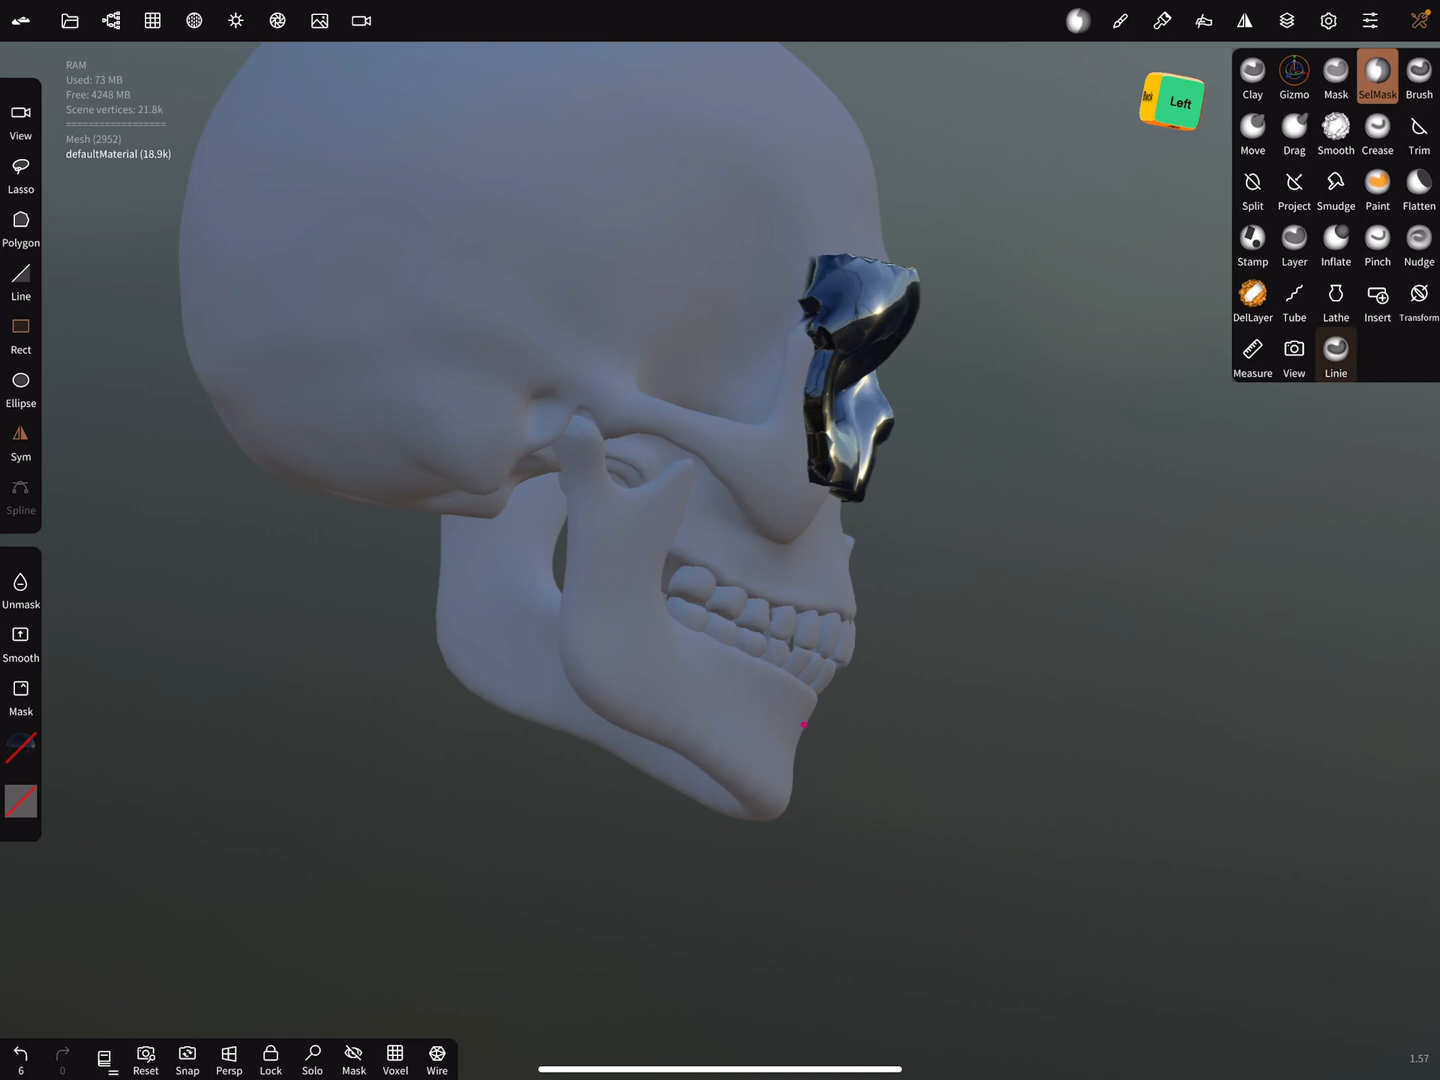 RAM
Used: 73 MB
Free: 4248 MB
Scene vertices: 21.8k
==================
Mesh (2952)
defaultMaterial (18.9k)
View
Lasso
Polygon
Line
Rect
Ellipse
Sym
Spline
Unmask
Smooth
Mask
Back
Left
Clay Gizmo Mask SelMask Brush
Move Drag Smooth Crease Trim
Split Project Smudge Paint Flatten
Stamp Layer Inflate Pinch Nudge
DelLayer Tube Lathe Insert Transform
Measure View Linie
6 0 Reset Snap Persp Lock Solo Mask Voxel Wire
1.57